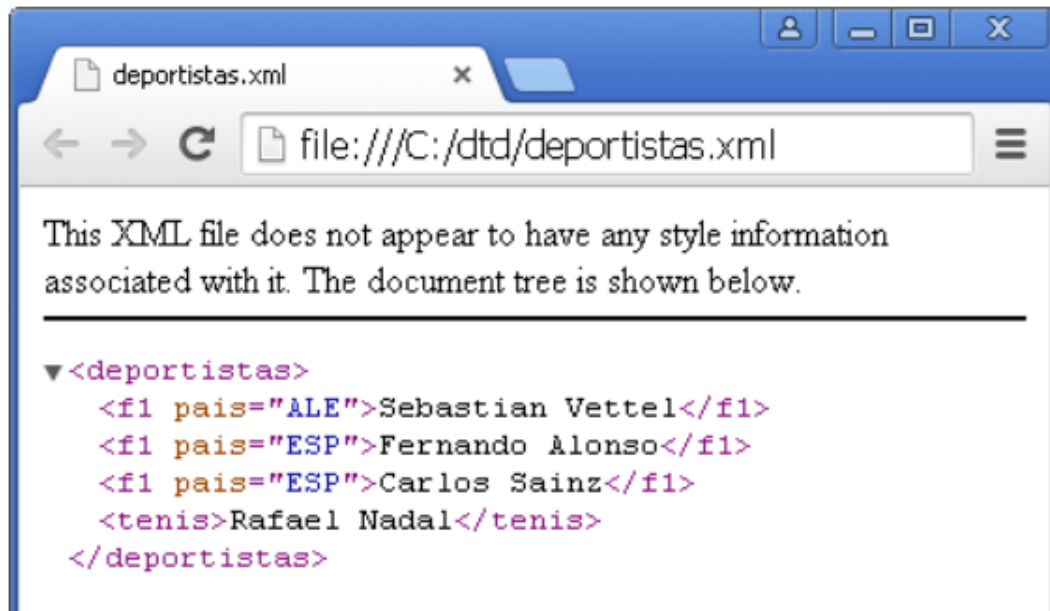 deportistas.xml
file:///C:/dtd/deportistas.xml
This XML file does not appear to have any style information
associated with it. The document tree is shown below.
<deportistas>
<f1 pais="ALE">Sebastian Vettel</f1>
<f1 pais="ESP">Fernando Alonso</f1>
<f1 pais="ESP">Carlos Sainz</f1>
<tenis>Rafael Nadal</tenis>
</deportistas>